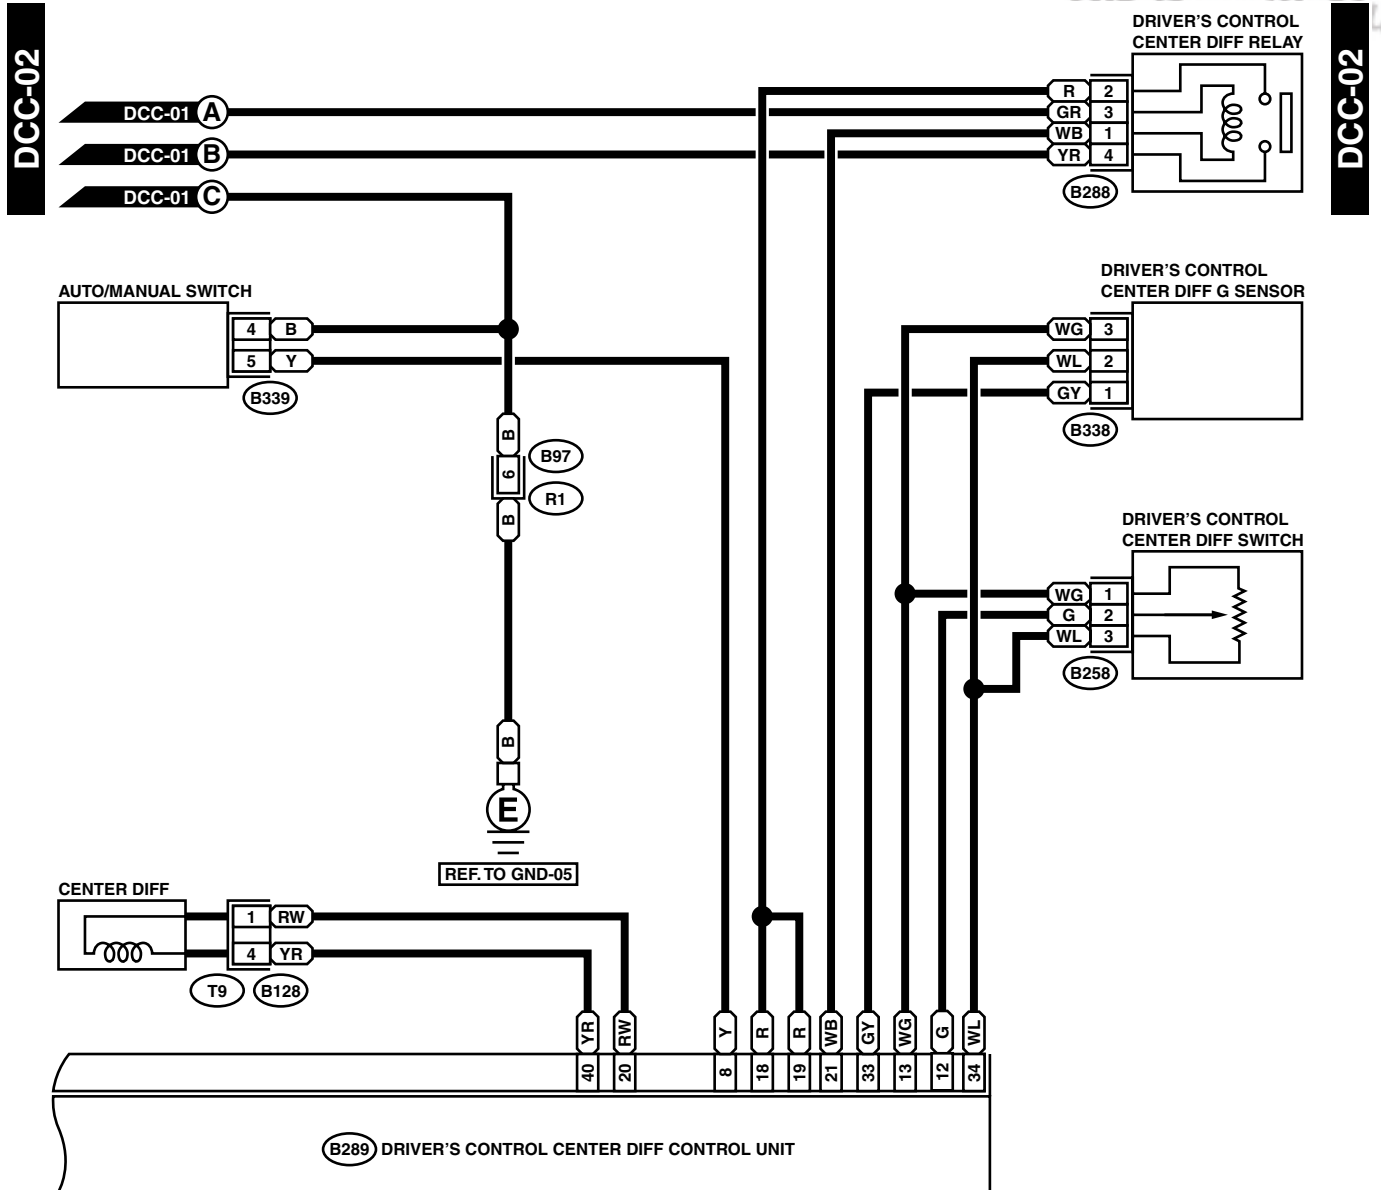 DCC-02
DCC-02
DRIVER'S CONTROL
CENTER DIFF RELAY
DCC-01 A
DCC-01 B
DCC-01 C
R 2
GR 3
WB 1
YR 4
B288
AUTO/MANUAL SWITCH
4 B
5 Y
B339
DRIVER'S CONTROL
CENTER DIFF G SENSOR
WG 3
WL 2
GY 1
B338
B
6
B
B97
R1
DRIVER'S CONTROL
CENTER DIFF SWITCH
WG 1
G 2
WL 3
B258
B
E
REF. TO GND-05
CENTER DIFF
1 RW
4 YR
T9 B128
YR RW Y R R WB GY WG G WL
40 20 8 18 19 21 33 13 12 34
B289 DRIVER'S CONTROL CENTER DIFF CONTROL UNIT